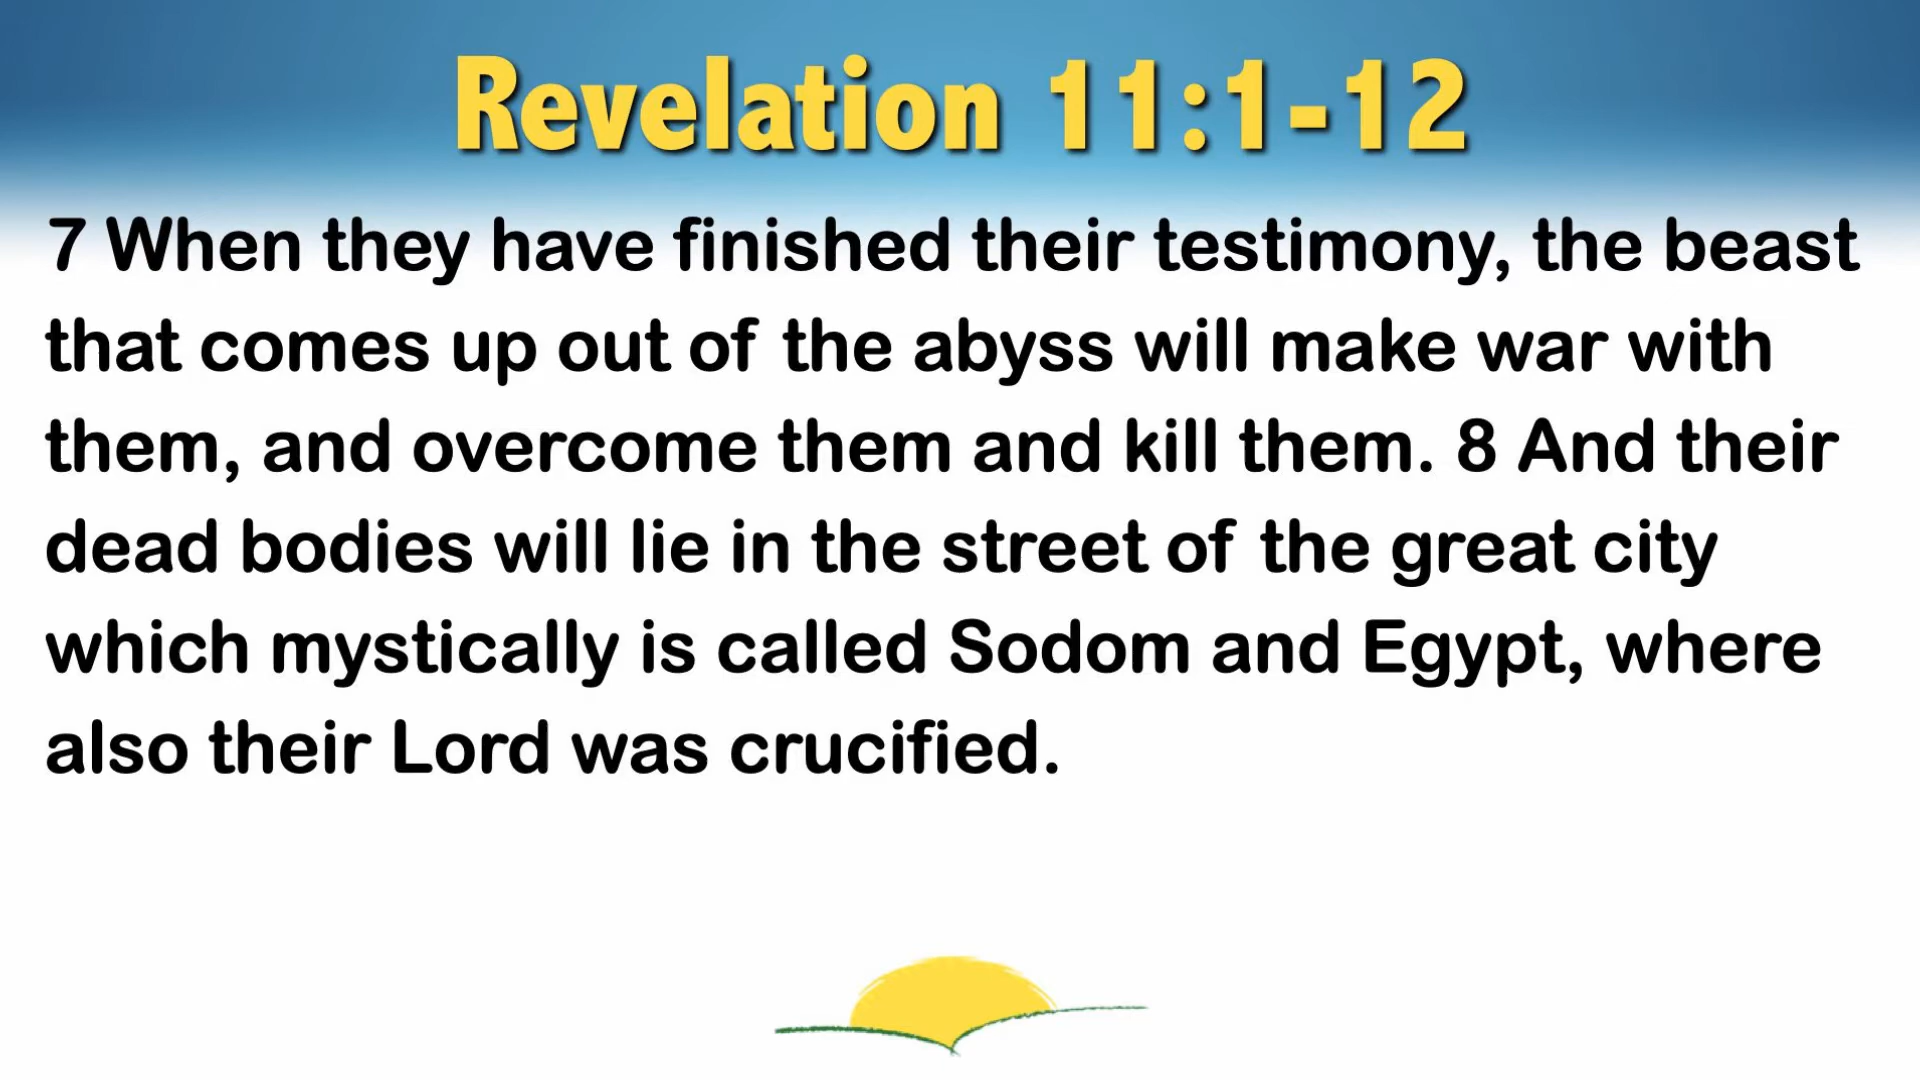 Revelation 11:1-12
7 When they have finished their testimony, the beast
that comes up out of the abyss will make war with
them, and overcome them and kill them. 8 And their
dead bodies will lie in the street of the great city
which mystically is called Sodom and Egypt, where
also their Lord was crucified.